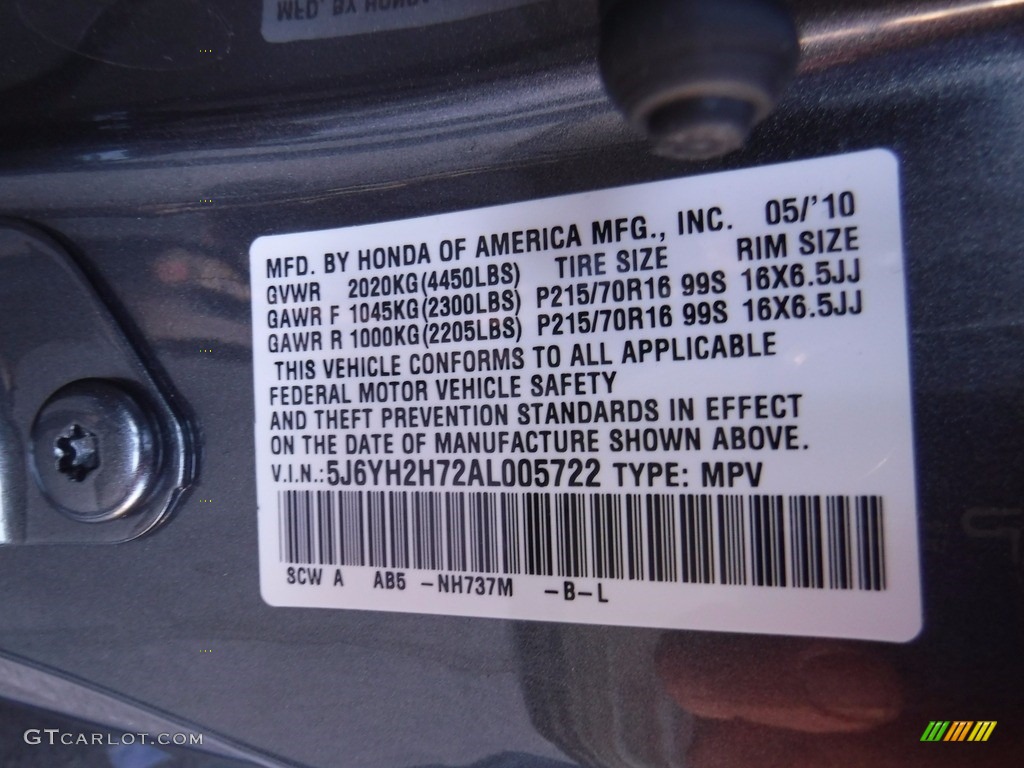 MFD. BY HONDA
MFD. BY HONDA OF AMERICA MFG., INC. 05/'10
GVWR 2020KG(4450LBS) TIRE SIZE RIM SIZE
GAWR F 1045KG(2300LBS) P215/70R16 99S 16X6.5JJ
GAWR R 1000KG(2205LBS) P215/70R16 99S 16X6.5JJ
THIS VEHICLE CONFORMS TO ALL APPLICABLE
FEDERAL MOTOR VEHICLE SAFETY
AND THEFT PREVENTION STANDARDS IN EFFECT
ON THE DATE OF MANUFACTURE SHOWN ABOVE.
V.I.N.: 5J6YH2H72AL005722 TYPE: MPV
SCW A AB5 -NH737M -B-L
GTCARLOT.COM